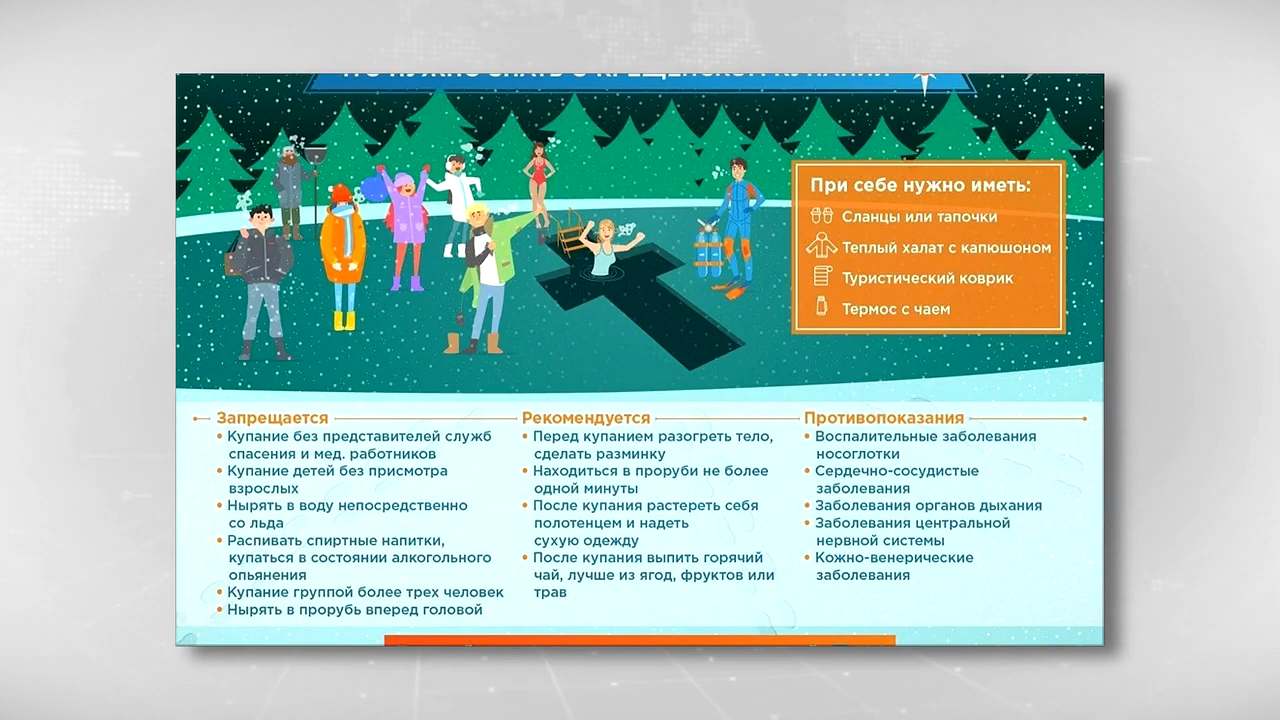 При себе нужно иметь:
Сланцы или тапочки
Теплый халат с капюшоном
Туристический коврик
Термос с чаем
Запрещается
• Купание без представителей служб
спасения и мед. работников
• Купание детей без присмотра
взрослых
• Нырять в воду непосредственно
со льда
• Распивать спиртные напитки,
купаться в состоянии алкогольного
опьянения
• Купание группой более трех человек
• Нырять в прорубь вперед головой
Рекомендуется
• Перед купанием разогреть тело,
сделать разминку
• Находиться в проруби не более
одной минуты
• После купания растереть себя
полотенцем и надеть
сухую одежду
• После купания выпить горячий
чай, лучше из ягод, фруктов или
трав
Противопоказания
• Воспалительные заболевания
носоглотки
• Сердечно-сосудистые
заболевания
• Заболевания органов дыхания
• Заболевания центральной
нервной системы
• Кожно-венерические
заболевания